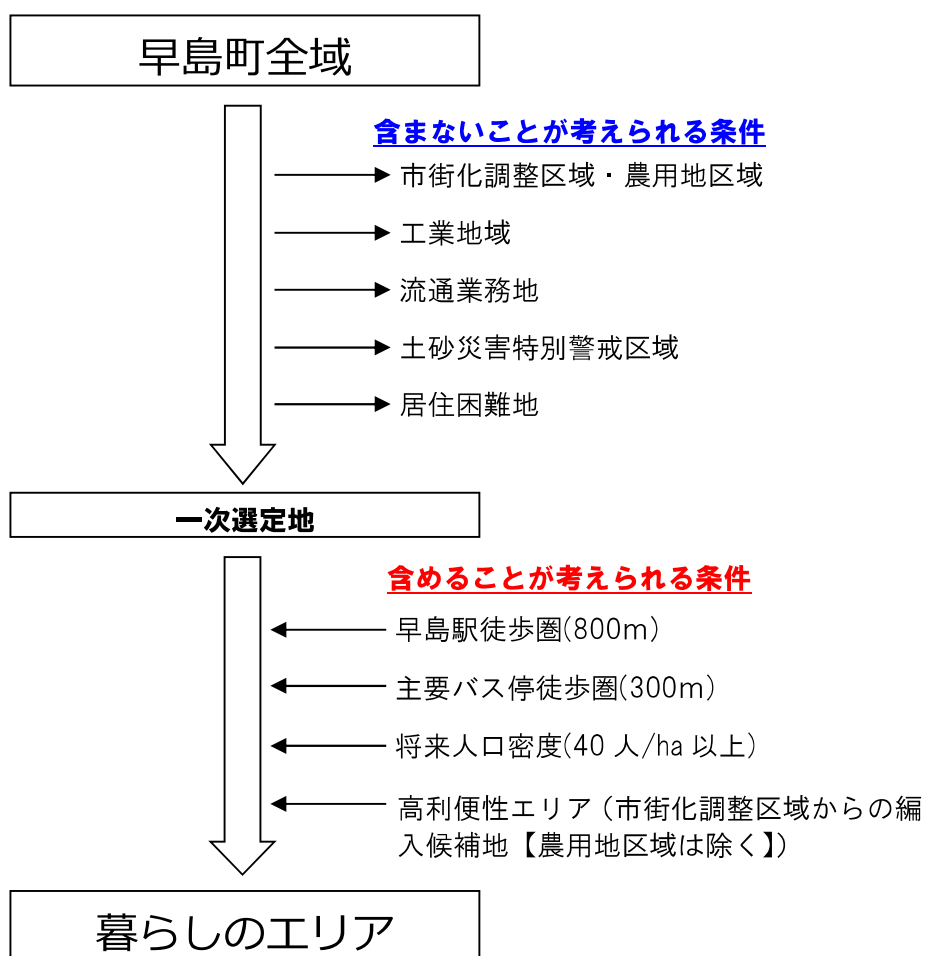 早島町全域
含まないことが考えられる条件
市街化調整区域・農用地区域
工業地域
流通業務地
土砂災害特別警戒区域
居住困難地
一次選定地
含めることが考えられる条件
早島駅徒歩圏(800m)
主要バス停徒歩圏(300m)
将来人口密度(40 人/ha 以上)
高利便性エリア(市街化調整区域からの編
入候補地【農用地区域は除く】)
暮らしのエリア